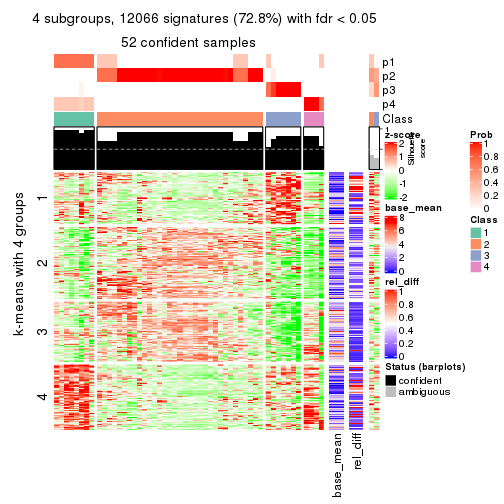 4 subgroups, 12066 signatures (72.8%) with fdr < 0.05
52 confident samples
p1
p2
p3
p4
Class
1
Silhouette
score
k-means with 4 groups
1
2
3
4
base_mean
rel_diff
z-score
2
1
0
-1
-2
base_mean
8
6
4
2
0
rel_diff
1
0.8
0.6
0.4
0.2
0
Status (barplots)
confident
ambiguous
Prob
1
0.8
0.6
0.4
0.2
0
Class
1
2
3
4